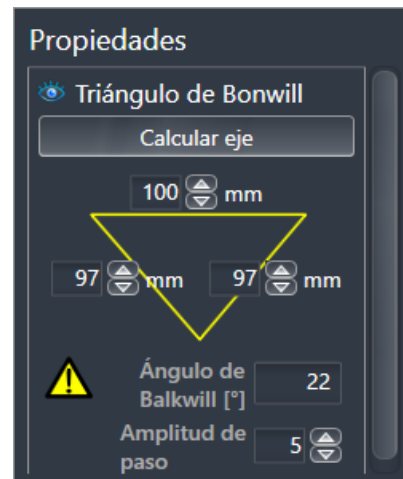 Propiedades
Triángulo de Bonwill
Calcular eje
100 mm
97 mm 97 mm
Ángulo de 22
Balkwill [°]
Amplitud de 5
paso